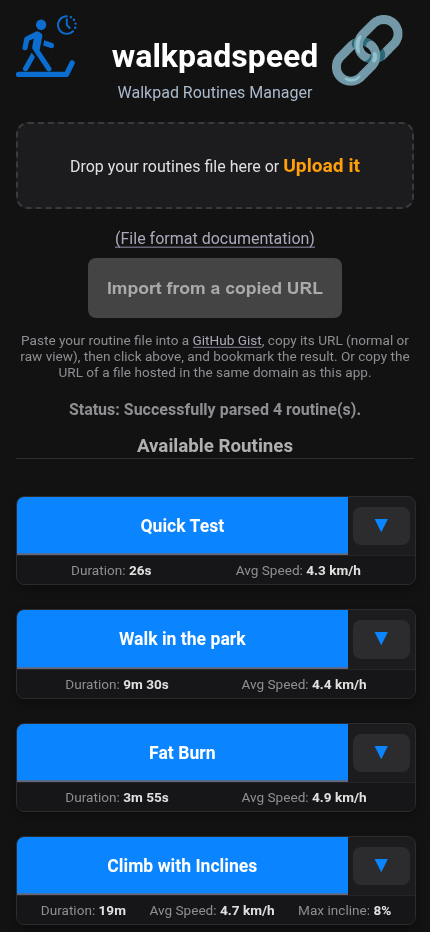 walkpadspeed
Walkpad Routines Manager
Drop your routines file here or Upload it
(File format documentation)
Import from a copied URL
Paste your routine file into a GitHub Gist, copy its URL (normal or
raw view), then click above, and bookmark the result. Or copy the
URL of a file hosted in the same domain as this app.
Status: Successfully parsed 4 routine(s).
Available Routines
Quick Test ▼
Duration: 26s Avg Speed: 4.3 km/h
Walk in the park ▼
Duration: 9m 30s Avg Speed: 4.4 km/h
Fat Burn ▼
Duration: 3m 55s Avg Speed: 4.9 km/h
Climb with Inclines ▼
Duration: 19m Avg Speed: 4.7 km/h Max incline: 8%